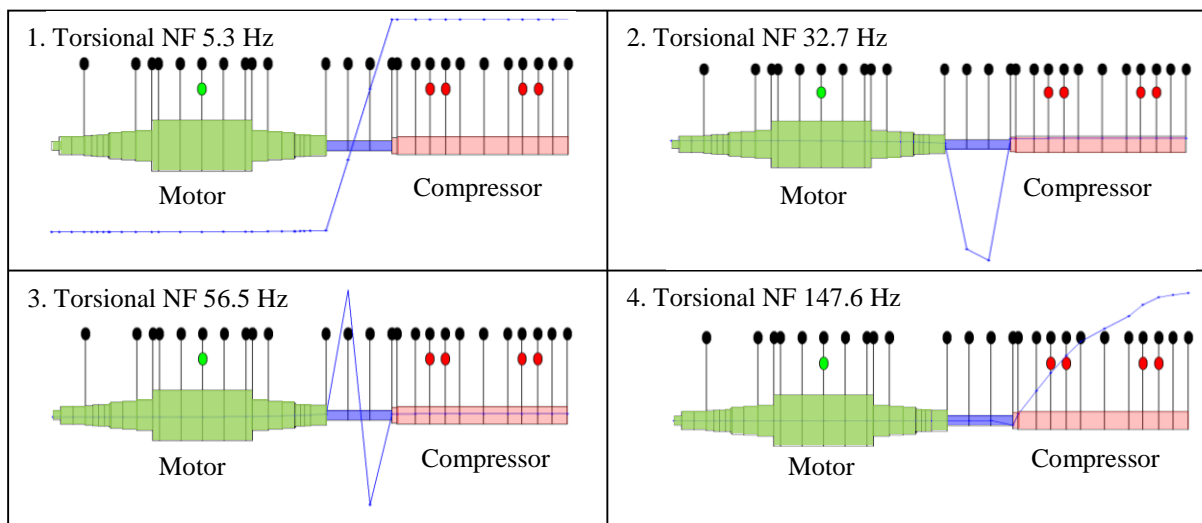 1. Torsional NF 5.3 Hz
Motor
Compressor
2. Torsional NF 32.7 Hz
Motor
Compressor
3. Torsional NF 56.5 Hz
Motor
Compressor
4. Torsional NF 147.6 Hz
Motor
Compressor